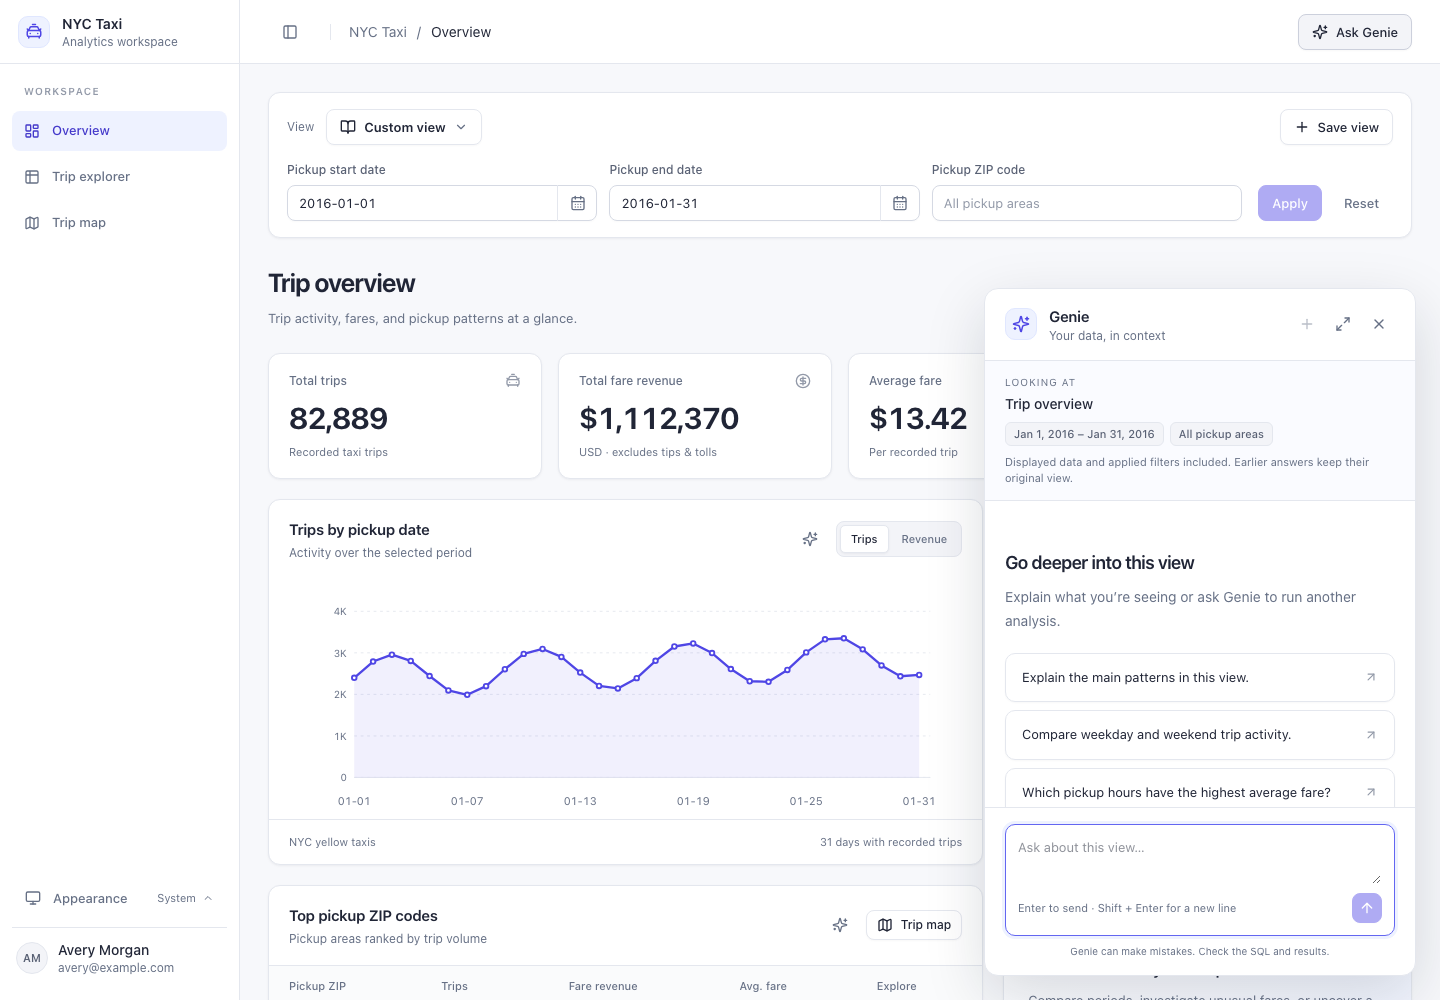 NYC Taxi
Analytics workspace
WORKSPACE
Overview
Trip explorer
Trip map
Appearance
System
AM
Avery Morgan
avery@example.com
NYC Taxi / Overview
Ask Genie
View
Custom view
Save view
Pickup start date
2016-01-01
Pickup end date
2016-01-31
Pickup ZIP code
All pickup areas
Apply
Reset
Trip overview
Trip activity, fares, and pickup patterns at a glance.
Total trips
82,889
Recorded taxi trips
Total fare revenue
$1,112,370
USD · excludes tips & tolls
Average fare
$13.42
Per recorded trip
Trips by pickup date
Activity over the selected period
Trips
Revenue
4K
3K
2K
1K
0
01-01
01-07
01-13
01-19
01-25
01-31
NYC yellow taxis
31 days with recorded trips
Top pickup ZIP codes
Pickup areas ranked by trip volume
Trip map
Pickup ZIP
Trips
Fare revenue
Avg. fare
Explore
Genie
Your data, in context
LOOKING AT
Trip overview
Jan 1, 2016 – Jan 31, 2016
All pickup areas
Displayed data and applied filters included. Earlier answers keep their
original view.
Go deeper into this view
Explain what you're seeing or ask Genie to run another
analysis.
Explain the main patterns in this view.
Compare weekday and weekend trip activity.
Which pickup hours have the highest average fare?
Ask about this view...
Enter to send · Shift + Enter for a new line
Genie can make mistakes. Check the SQL and results.